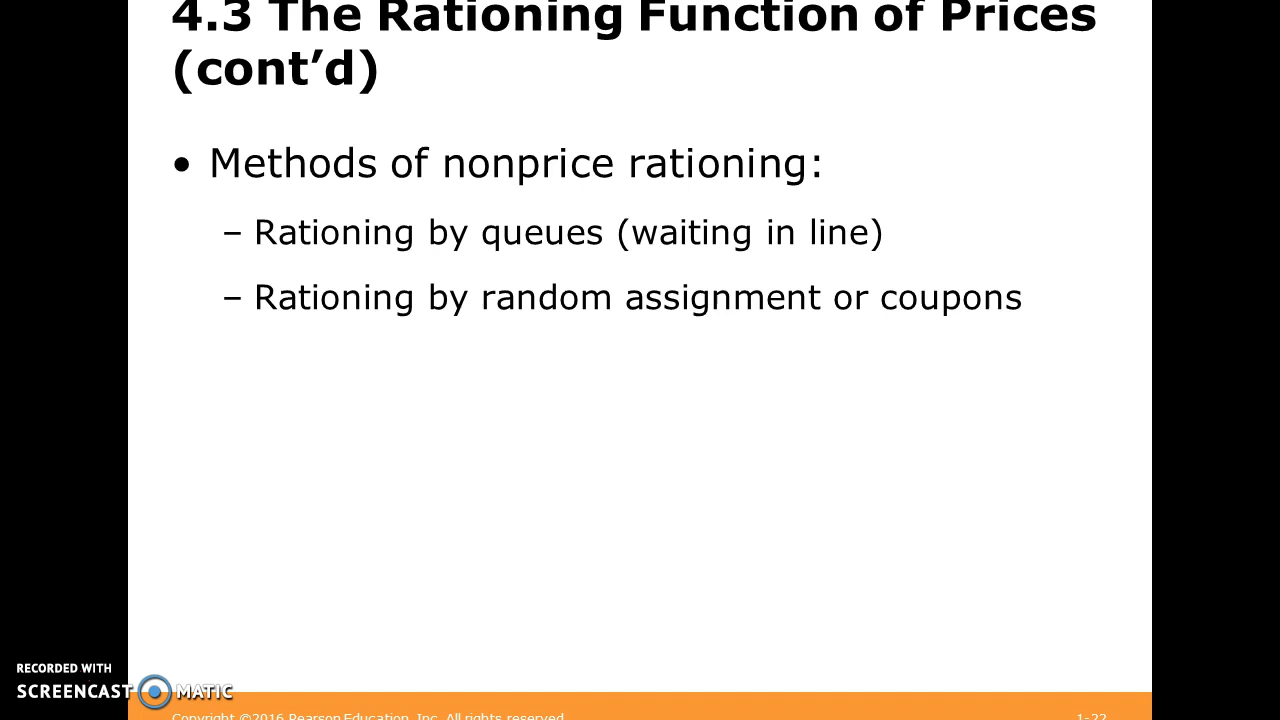 4.3 The Rationing Function of Prices
(cont’d)
• Methods of nonprice rationing:
– Rationing by queues (waiting in line)
– Rationing by random assignment or coupons
RECORDED WITH
SCREENCAST MATIC
Copyright ©2016 Pearson Education, Inc. All rights reserved.
1-22